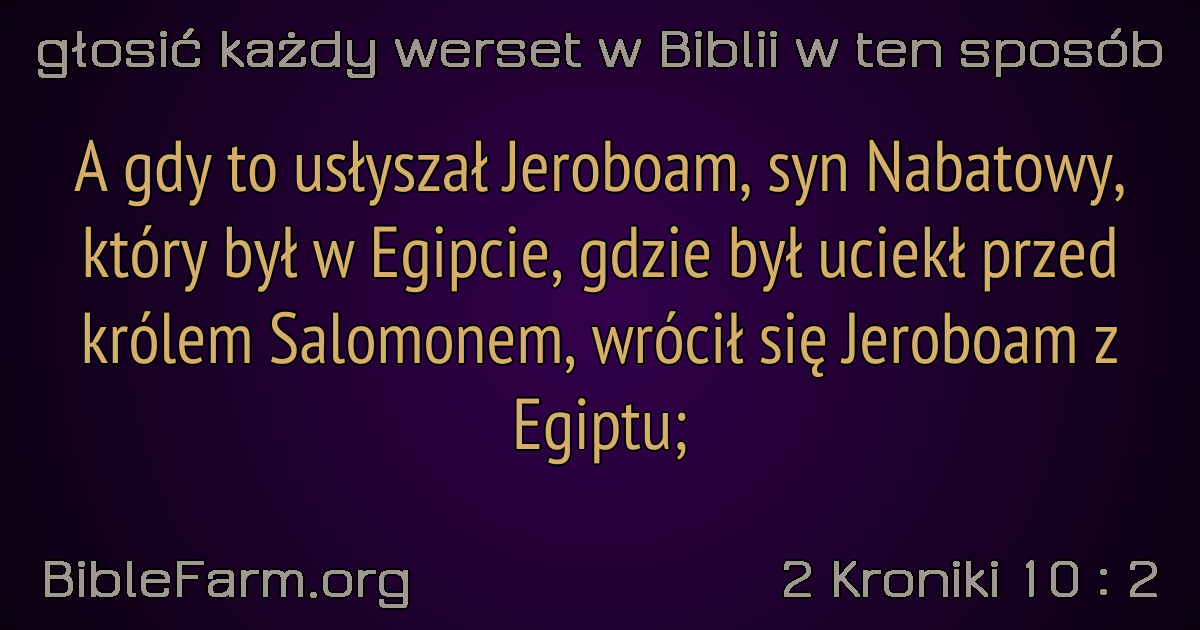 głosić każdy werset w Biblii w ten sposób
A gdy to usłyszał Jeroboam, syn Nabatowy,
który był w Egipcie, gdzie był uciekł przed
królem Salomonem, wrócił się Jeroboam z
Egiptu;
BibleFarm.org
2 Kroniki 10 : 2